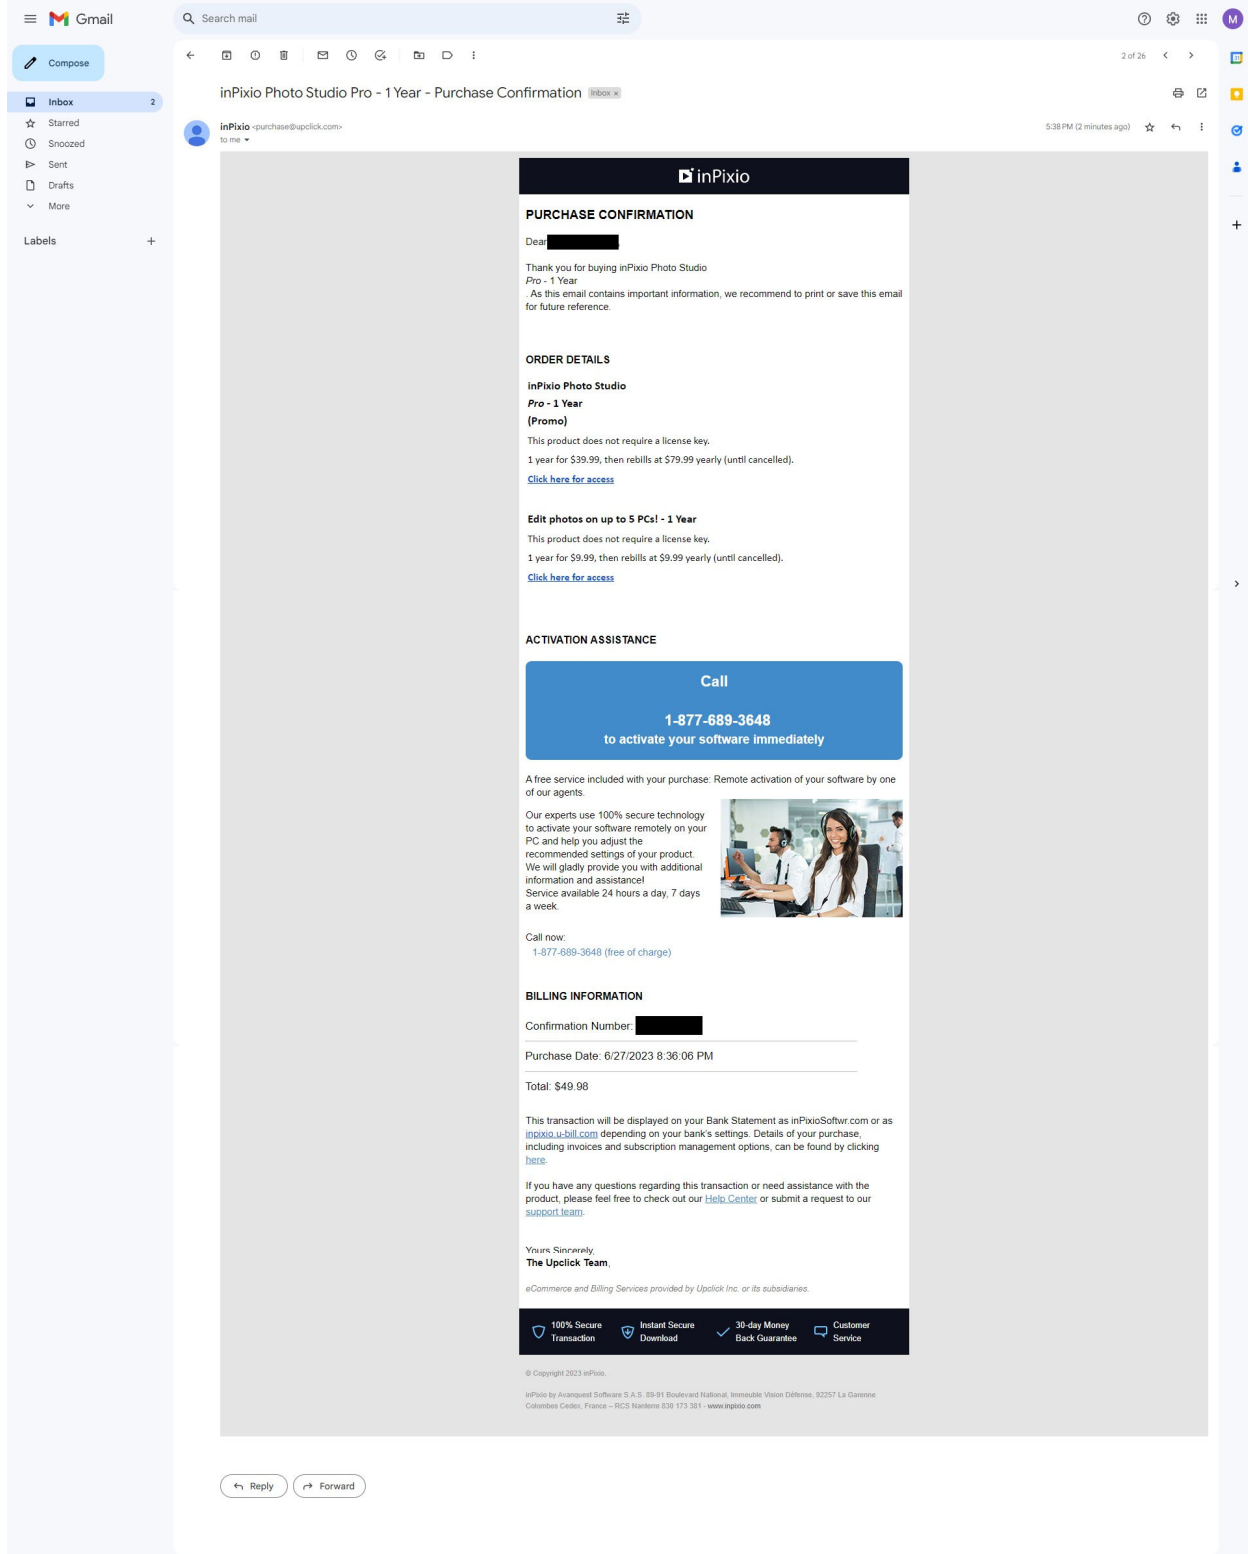 Gmail
Search mail
Compose
2 of 26
Inbox 2
Starred
Snoozed
Sent
Drafts
More
Labels
inPixio Photo Studio Pro - 1 Year - Purchase Confirmation Inbox x
inPixio <purchase@upclick.com>
to me
5:38 PM (2 minutes ago)
M
31
inPixio
PURCHASE CONFIRMATION
Dear ,
Thank you for buying inPixio Photo Studio
Pro - 1 Year
. As this email contains important information, we recommend to print or save this email
for future reference.
ORDER DETAILS
inPixio Photo Studio
Pro - 1 Year
(Promo)
This product does not require a license key.
1 year for $39.99, then rebills at $79.99 yearly (until cancelled).
Click here for access
Edit photos on up to 5 PCs! - 1 Year
This product does not require a license key.
1 year for $9.99, then rebills at $9.99 yearly (until cancelled).
Click here for access
ACTIVATION ASSISTANCE
Call
1-877-689-3648
to activate your software immediately
A free service included with your purchase: Remote activation of your software by one
of our agents.
Our experts use 100% secure technology
to activate your software remotely on your
PC and help you adjust the
recommended settings of your product.
We will gladly provide you with additional
information and assistance!
Service available 24 hours a day, 7 days
a week.
Call now:
1-877-689-3648 (free of charge)
BILLING INFORMATION
Confirmation Number:
Purchase Date: 6/27/2023 8:36:06 PM
Total: $49.98
This transaction will be displayed on your Bank Statement as inPixioSoftwr.com or as
inpixio.u-bill.com depending on your bank's settings. Details of your purchase,
including invoices and subscription management options, can be found by clicking
here.
If you have any questions regarding this transaction or need assistance with the
product, please feel free to check out our Help Center or submit a request to our
support team.
Yours Sincerely,
The Upclick Team,
eCommerce and Billing Services provided by Upclick Inc. or its subsidiaries.
100% Secure
Transaction
Instant Secure
Download
30-day Money
Back Guarantee
Customer
Service
© Copyright 2023 inPixio.
inPixio by Avanquest Software S.A.S. 89-91 Boulevard National, Immeuble Vision Défense, 92257 La Garenne
Colombes Cedex, France – RCS Nanterre 830 173 381 - www.inpixio.com
Reply
Forward